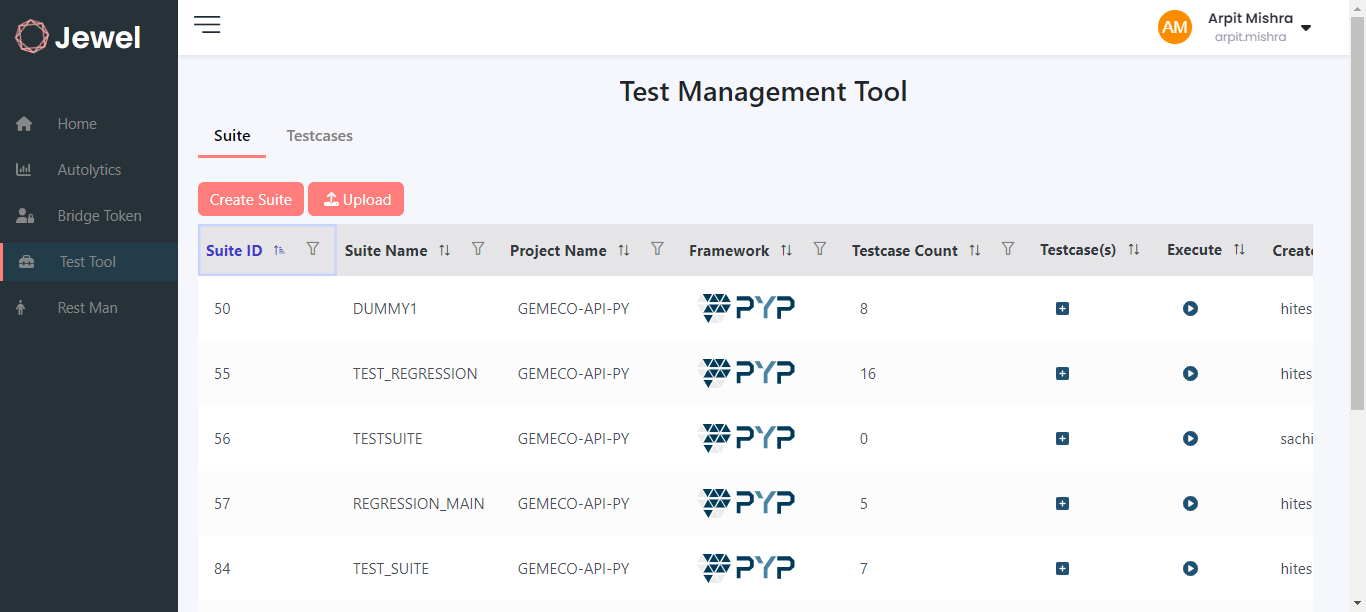 Jewel
AM
Arpit Mishra
arpit.mishra
Home
Autolytics
Bridge Token
Test Tool
Rest Man
Test Management Tool
Suite Testcases
Create Suite Upload
Suite ID Suite Name Project Name Framework Testcase Count Testcase(s) Execute Create
50 DUMMY1 GEMECO-API-PY PYP 8 hites
55 TEST_REGRESSION GEMECO-API-PY PYP 16 hites
56 TESTSUITE GEMECO-API-PY PYP 0 sachi
57 REGRESSION_MAIN GEMECO-API-PY PYP 5 hites
84 TEST_SUITE GEMECO-API-PY PYP 7 hites